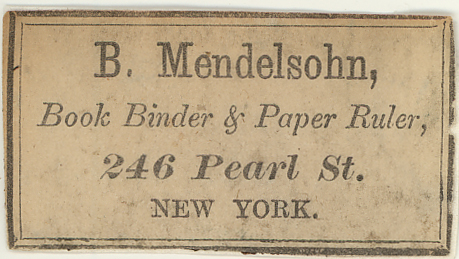 B. Mendelsohn,
Book Binder & Paper Ruler,
246 Pearl St.
NEW YORK.